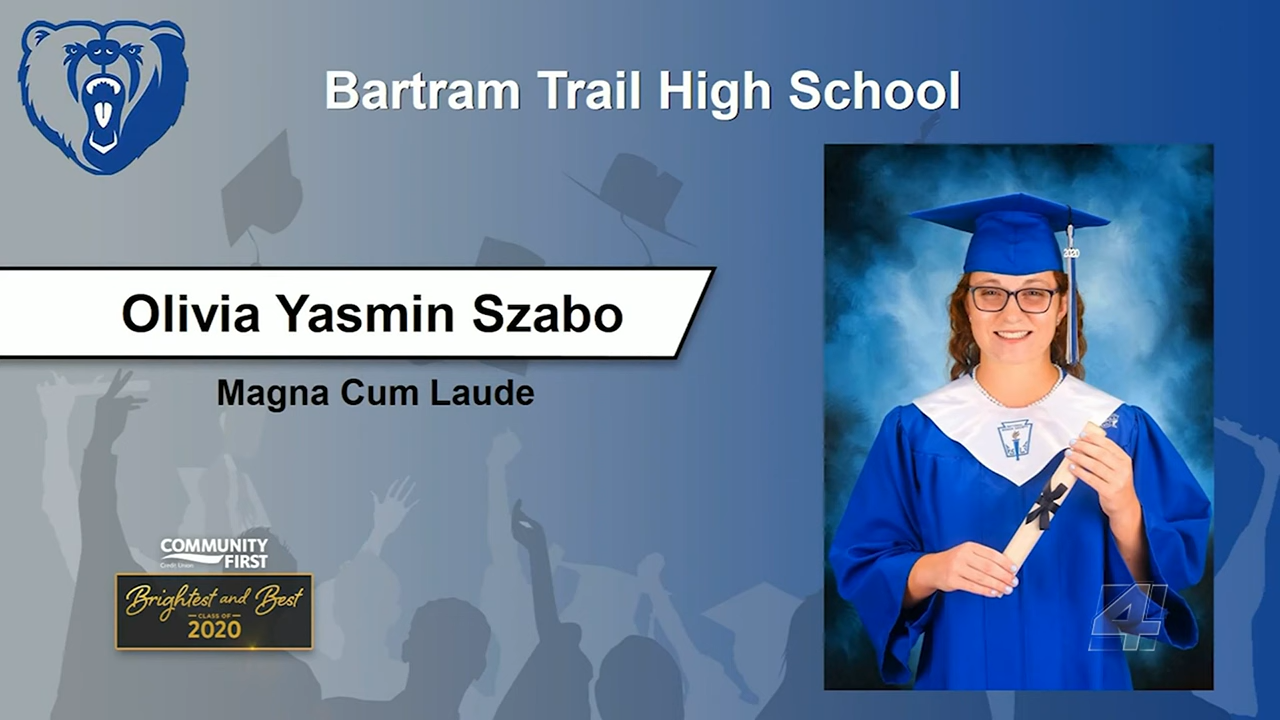 Bartram Trail High School
2020
Olivia Yasmin Szabo
Magna Cum Laude
COMMUNITY
FIRST
Credit Union
Brightest and Best
CLASS OF
2020
4